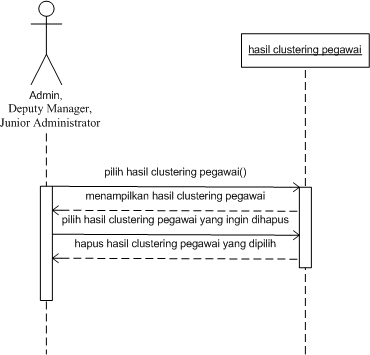 hasil clustering pegawai
Admin,
Deputy Manager,
Junior Administrator
pilih hasil clustering pegawai()
menampilkan hasil clustering pegawai
pilih hasil clustering pegawai yang ingin dihapus
hapus hasil clustering pegawai yang dipilih